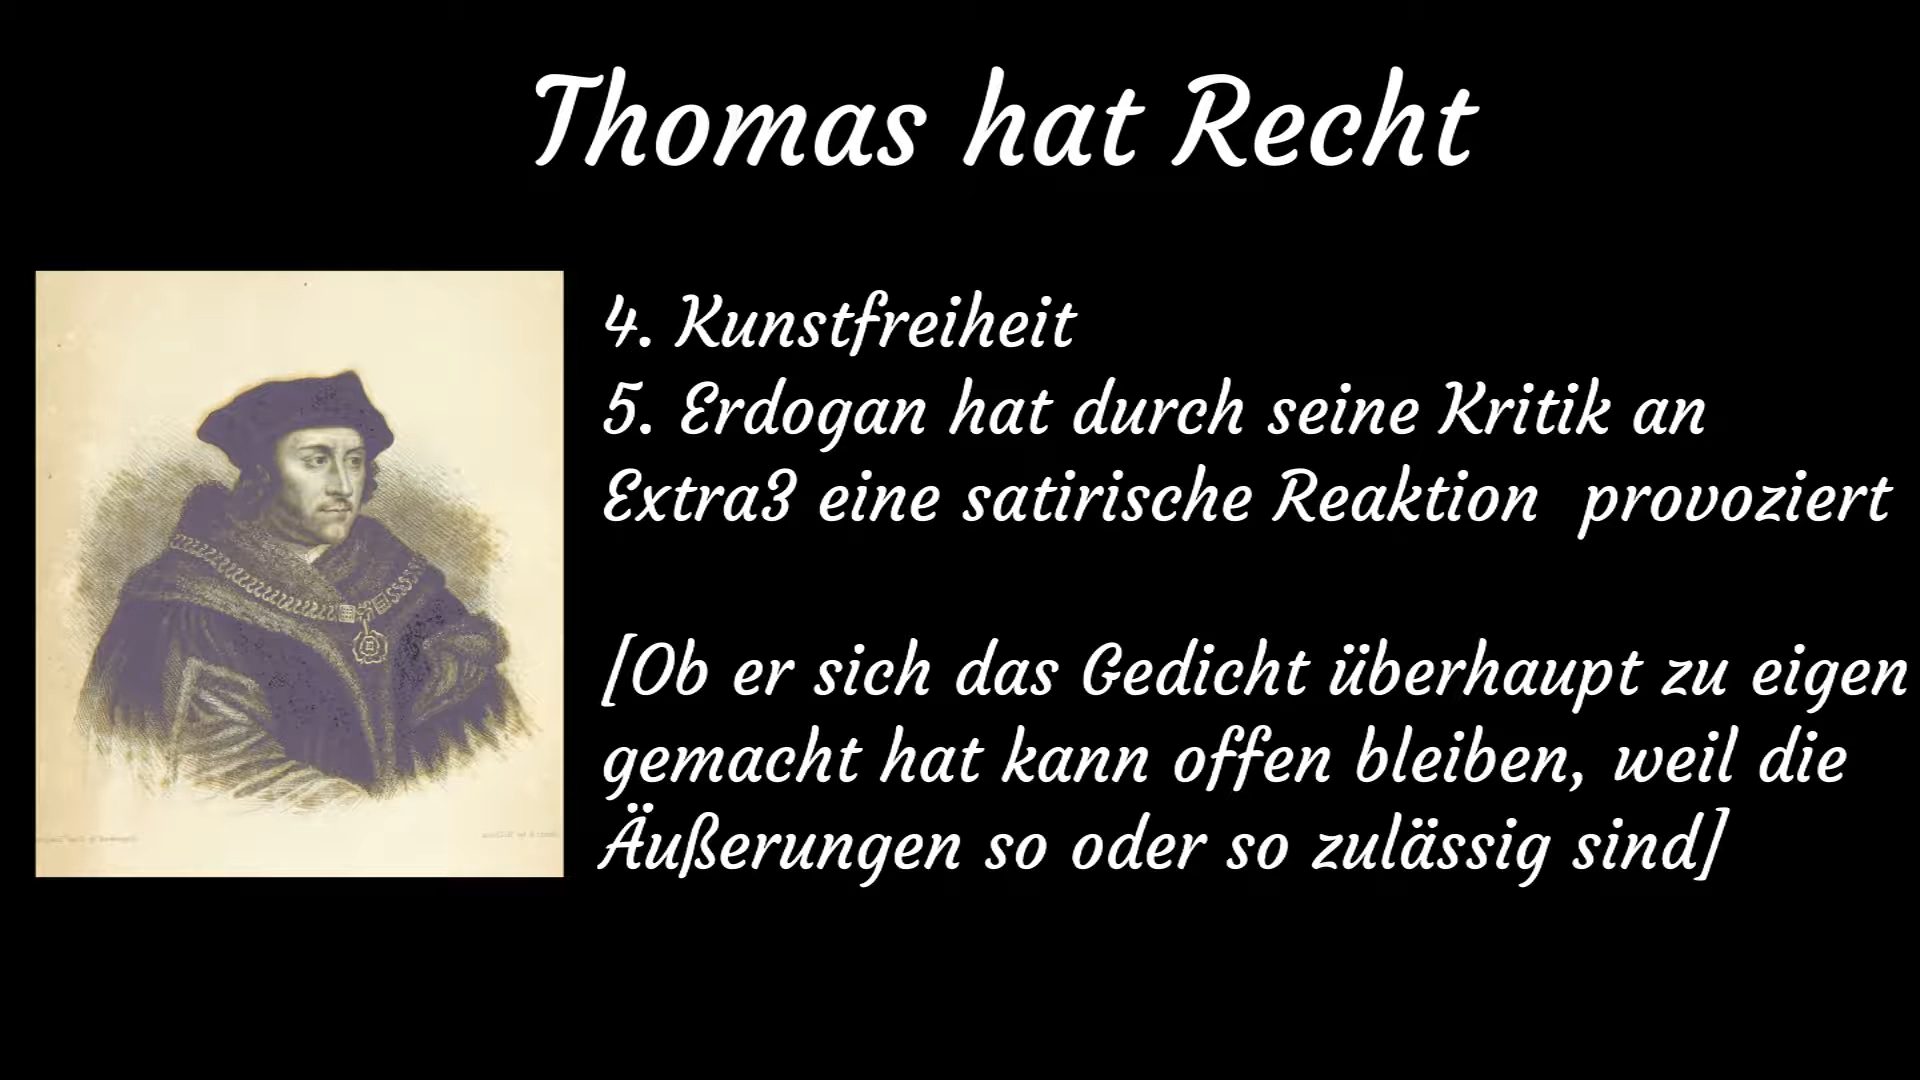 Thomas hat Recht
4. Kunstfreiheit
5. Erdogan hat durch seine Kritik an
Extra3 eine satirische Reaktion provoziert
[Ob er sich das Gedicht überhaupt zu eigen
gemacht hat kann offen bleiben, weil die
Äußerungen so oder so zulässig sind]